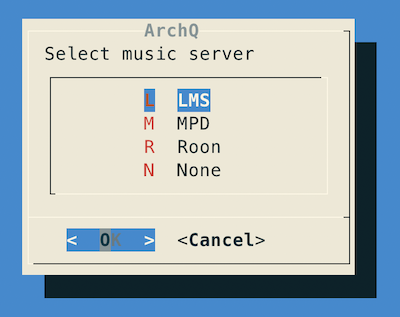 ArchQ
Select music server
L LMS
M MPD
R Roon
N None
< OK > <Cancel>